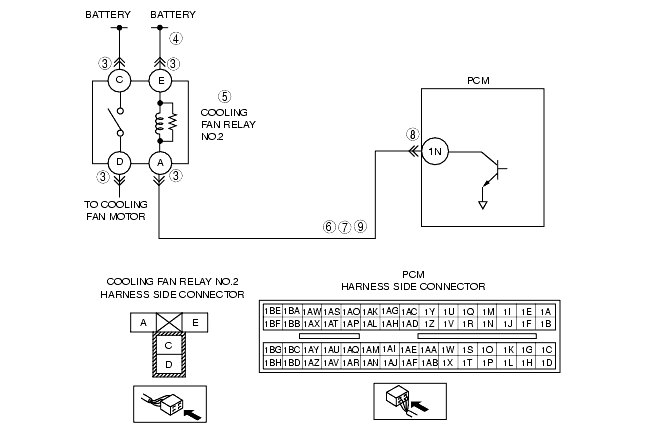 BATTERY BATTERY
④
③ ③
C E
PCM
⑤
COOLING
FAN RELAY
NO.2
⑧
1N
D A
③ ③
TO COOLING
FAN MOTOR
⑥ ⑦ ⑨
COOLING FAN RELAY NO.2
HARNESS SIDE CONNECTOR
A E
C
D
PCM
HARNESS SIDE CONNECTOR
1BE 1BA 1AW 1AS 1AO 1AK 1AG 1AC 1Y 1U 1Q 1M 1I 1E 1A
1BF 1BB 1AX 1AT 1AP 1AL 1AH 1AD 1Z 1V 1R 1N 1J 1F 1B
1BG 1BC 1AY 1AU 1AQ 1AM 1AI 1AE 1AA 1W 1S 1O 1K 1G 1C
1BH 1BD 1AZ 1AV 1AR 1AN 1AJ 1AF 1AB 1X 1T 1P 1L 1H 1D